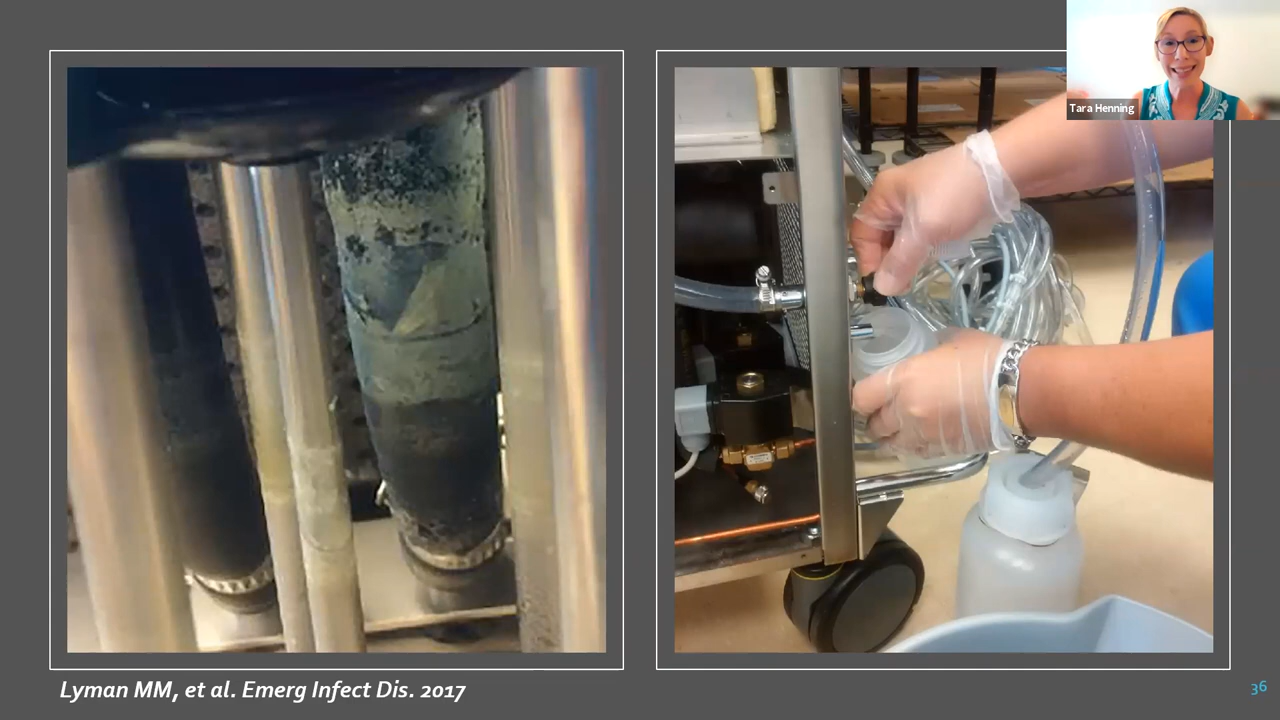 Tara Henning
Lyman MM, et al. Emerg Infect Dis. 2017
36